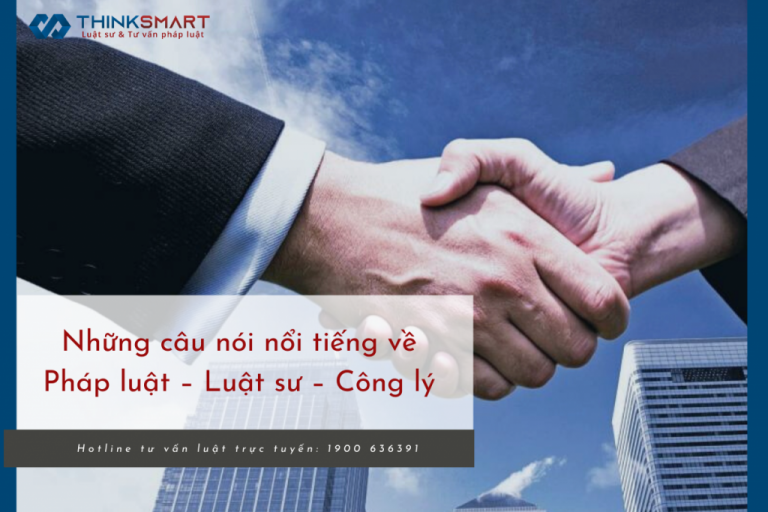 THINKSMART
Luật sư & Tư vấn pháp luật
Những câu nói nổi tiếng về
Pháp luật – Luật sư – Công lý
Hotline tư vấn luật trực tuyến: 1900 636391